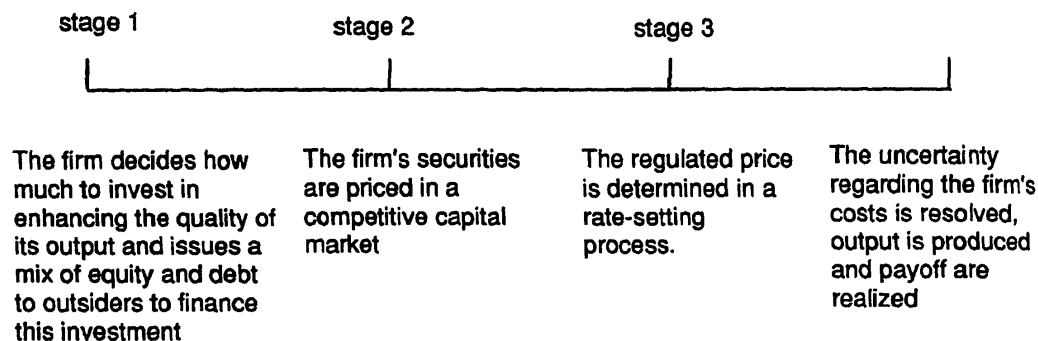 stage 1
stage 2
stage 3
The firm decides how
much to invest in
enhancing the quality of
its output and issues a
mix of equity and debt
to outsiders to finance
this investment
The firm's securities
are priced in a
competitive capital
market
The regulated price
is determined in a
rate-setting
process.
The uncertainty
regarding the firm's
costs is resolved,
output is produced
and payoff are
realized